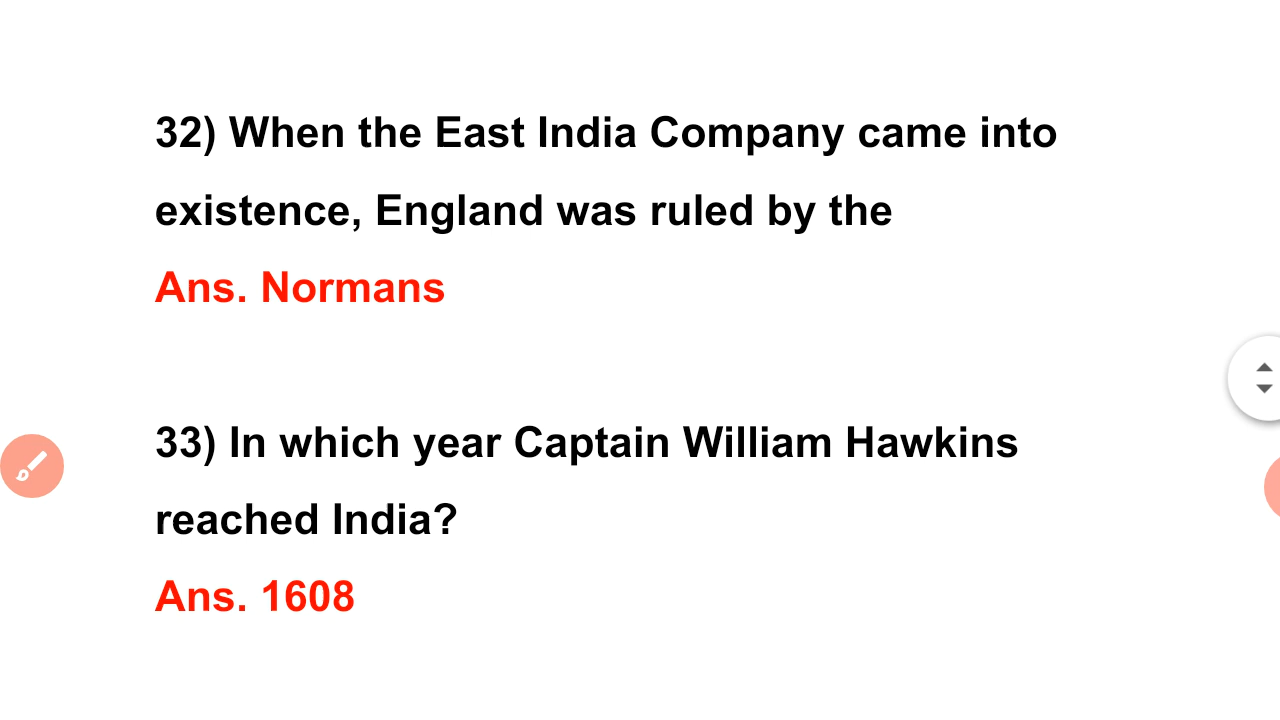 32) When the East India Company came into
existence, England was ruled by the
Ans. Normans
33) In which year Captain William Hawkins
reached India?
Ans. 1608